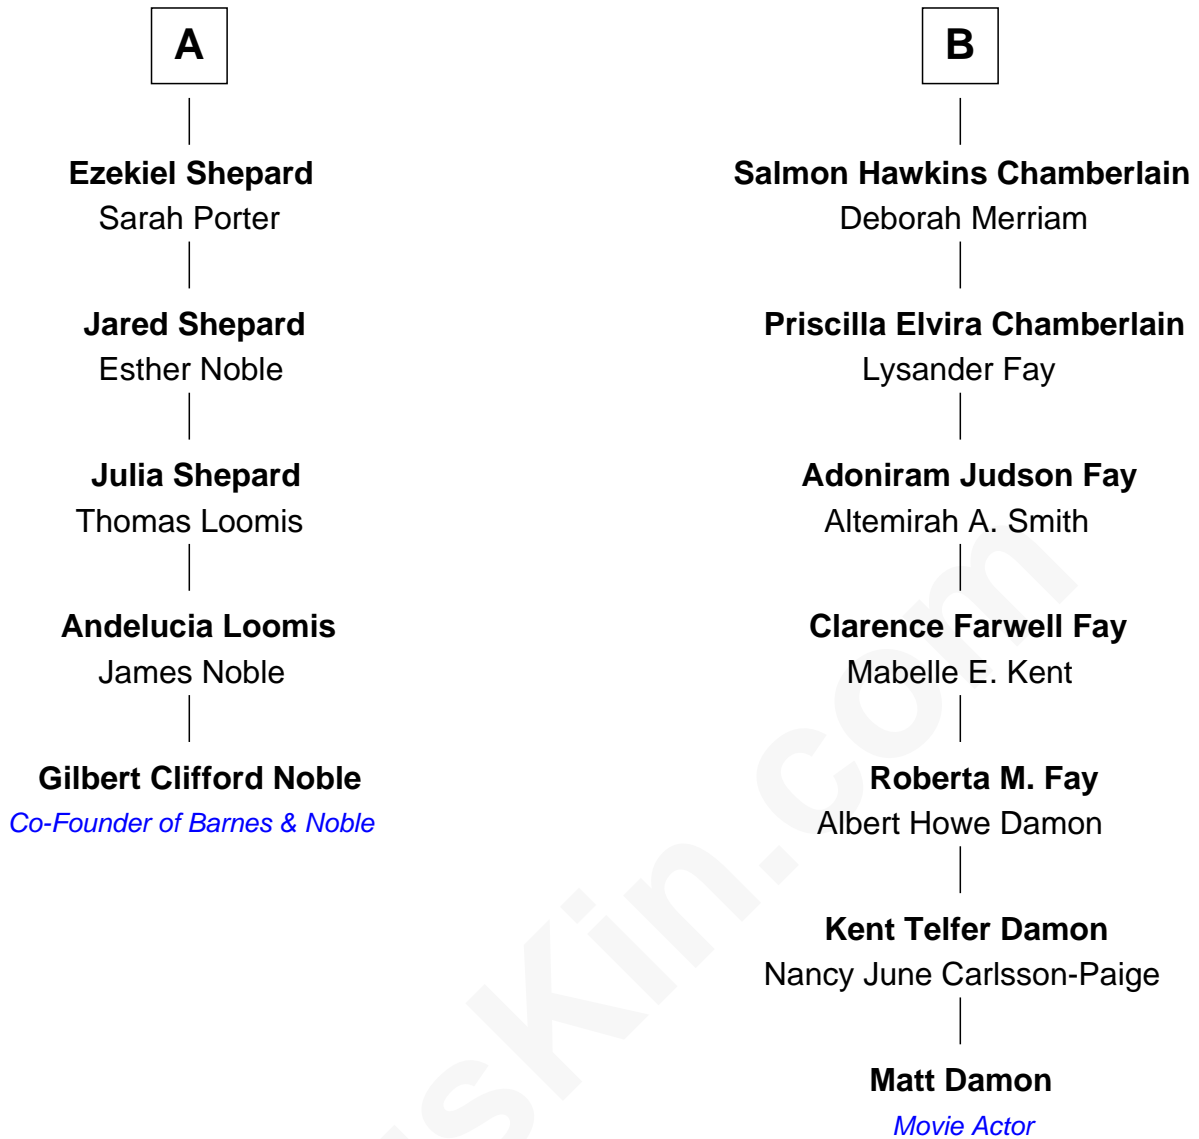 A
Ezekiel Shepard
Sarah Porter
Jared Shepard
Esther Noble
Julia Shepard
Thomas Loomis
Andelucia Loomis
James Noble
Gilbert Clifford Noble
Co-Founder of Barnes & Noble
B
Salmon Hawkins Chamberlain
Deborah Merriam
Priscilla Elvira Chamberlain
Lysander Fay
Adoniram Judson Fay
Altemirah A. Smith
Clarence Farwell Fay
Mabelle E. Kent
Roberta M. Fay
Albert Howe Damon
Kent Telfer Damon
Nancy June Carlsson-Paige
Matt Damon
Movie Actor
sKin.com